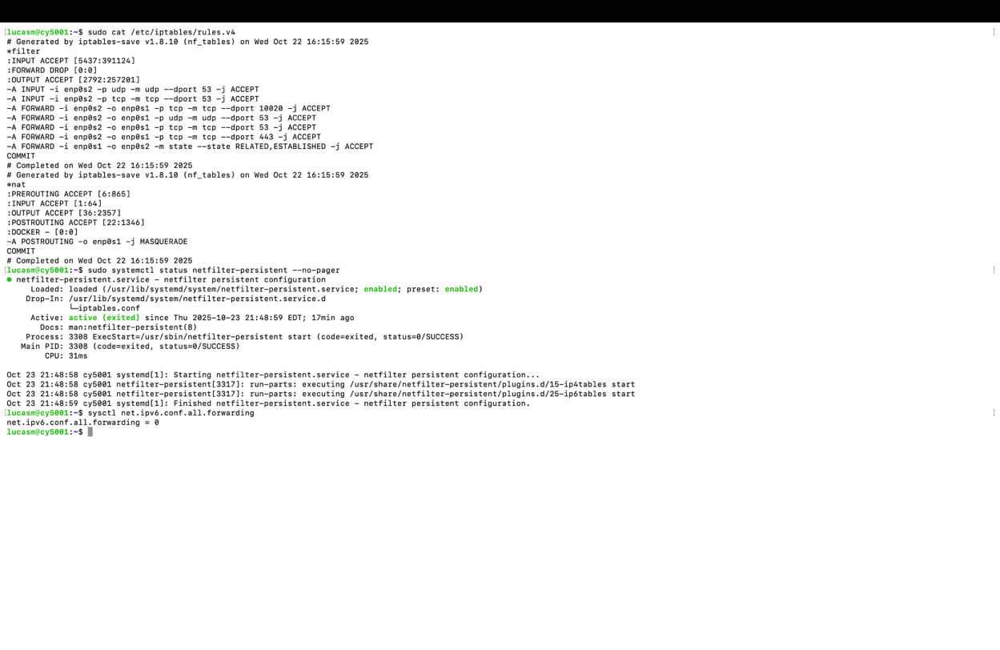 [lucasm@cy5001:~$ sudo cat /etc/iptables/rules.v4 ]
# Generated by iptables-save v1.8.10 (nf_tables) on Wed Oct 22 16:15:59 2025
*filter
:INPUT ACCEPT [5437:391124]
:FORWARD DROP [0:0]
:OUTPUT ACCEPT [2792:257201]
-A INPUT -i enp0s2 -p udp -m udp --dport 53 -j ACCEPT
-A INPUT -i enp0s2 -p tcp -m tcp --dport 53 -j ACCEPT
-A FORWARD -i enp0s2 -o enp0s1 -p tcp -m tcp --dport 10020 -j ACCEPT
-A FORWARD -i enp0s2 -o enp0s1 -p udp -m udp --dport 53 -j ACCEPT
-A FORWARD -i enp0s2 -o enp0s1 -p tcp -m tcp --dport 53 -j ACCEPT
-A FORWARD -i enp0s2 -o enp0s1 -p tcp -m tcp --dport 443 -j ACCEPT
-A FORWARD -i enp0s1 -o enp0s2 -m state --state RELATED,ESTABLISHED -j ACCEPT
COMMIT
# Completed on Wed Oct 22 16:15:59 2025
# Generated by iptables-save v1.8.10 (nf_tables) on Wed Oct 22 16:15:59 2025
*nat
:PREROUTING ACCEPT [6:865]
:INPUT ACCEPT [1:64]
:OUTPUT ACCEPT [36:2357]
:POSTROUTING ACCEPT [22:1346]
:DOCKER - [0:0]
-A POSTROUTING -o enp0s1 -j MASQUERADE
COMMIT
# Completed on Wed Oct 22 16:15:59 2025
[lucasm@cy5001:~$ sudo systemctl status netfilter-persistent --no-pager ]
● netfilter-persistent.service - netfilter persistent configuration
     Loaded: loaded (/usr/lib/systemd/system/netfilter-persistent.service; enabled; preset: enabled)
    Drop-In: /usr/lib/systemd/system/netfilter-persistent.service.d
             └─iptables.conf
     Active: active (exited) since Thu 2025-10-23 21:48:59 EDT; 17min ago
       Docs: man:netfilter-persistent(8)
    Process: 3308 ExecStart=/usr/sbin/netfilter-persistent start (code=exited, status=0/SUCCESS)
   Main PID: 3308 (code=exited, status=0/SUCCESS)
        CPU: 31ms
Oct 23 21:48:58 cy5001 systemd[1]: Starting netfilter-persistent.service - netfilter persistent configuration...
Oct 23 21:48:58 cy5001 netfilter-persistent[3317]: run-parts: executing /usr/share/netfilter-persistent/plugins.d/15-ip4tables start
Oct 23 21:48:58 cy5001 netfilter-persistent[3317]: run-parts: executing /usr/share/netfilter-persistent/plugins.d/25-ip6tables start
Oct 23 21:48:59 cy5001 systemd[1]: Finished netfilter-persistent.service - netfilter persistent configuration.
[lucasm@cy5001:~$ sysctl net.ipv6.conf.all.forwarding ]
net.ipv6.conf.all.forwarding = 0
lucasm@cy5001:~$